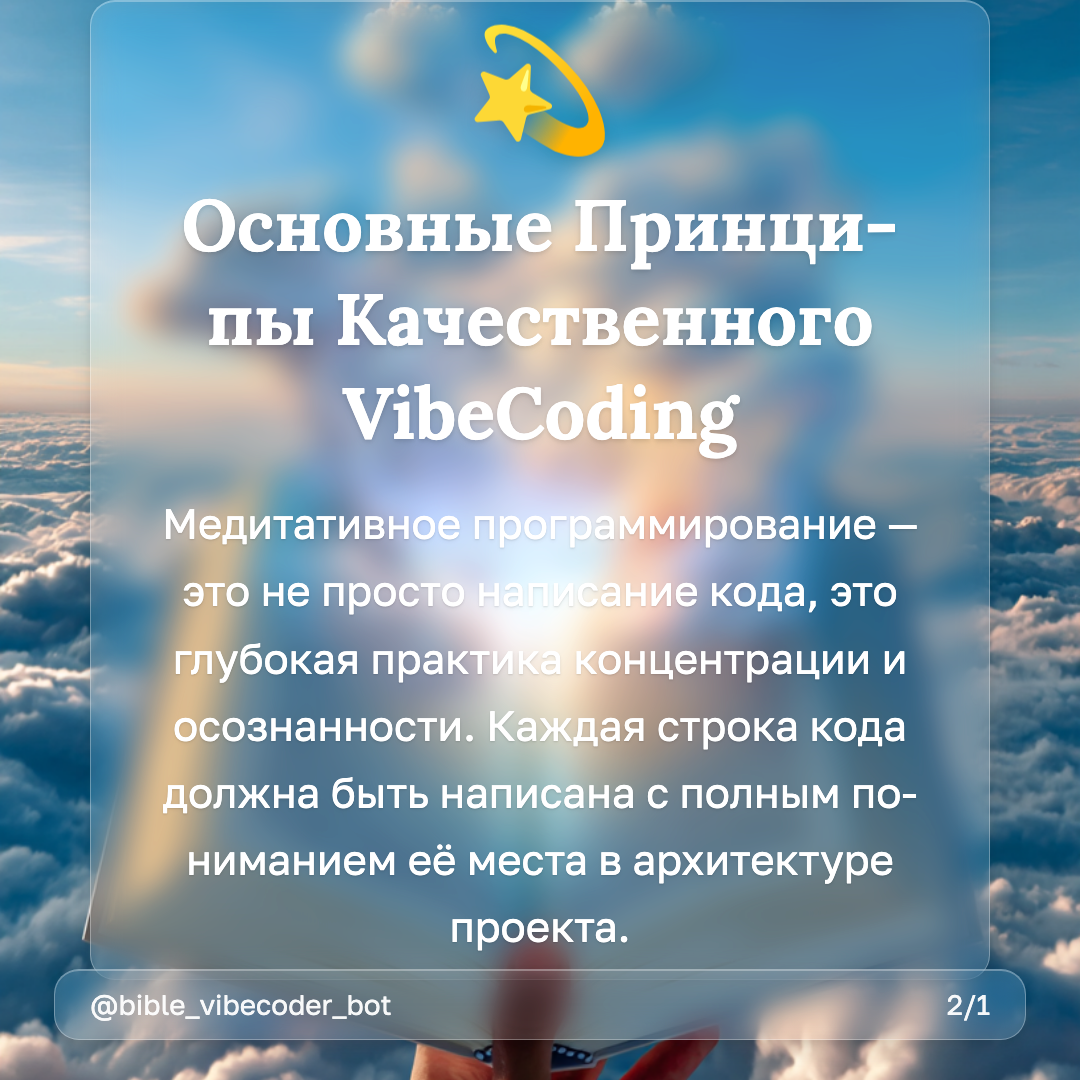 Основные Принци-
пы Качественного
VibeCoding
Медитативное программирование —
это не просто написание кода, это
глубокая практика концентрации и
осознанности. Каждая строка кода
должна быть написана с полным по-
ниманием её места в архитектуре
проекта.
@bible_vibecoder_bot 2/1